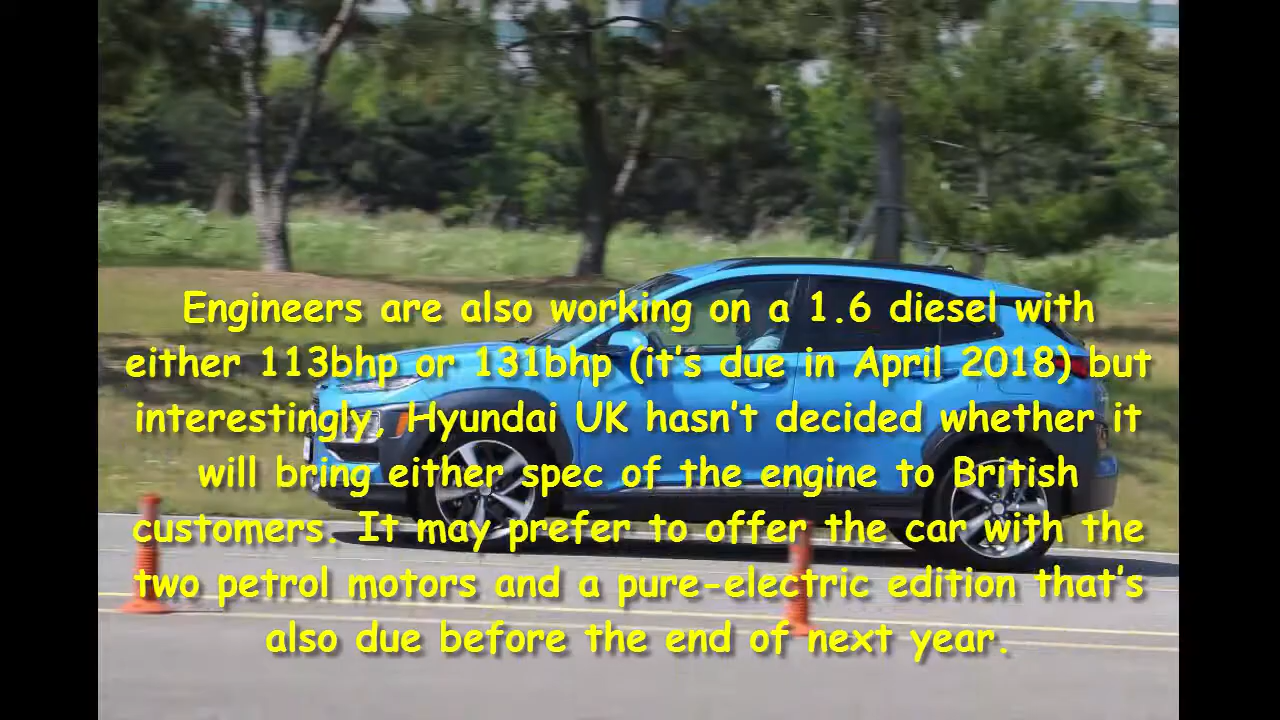 Engineers are also working on a 1.6 diesel with
either 113bhp or 131bhp (it's due in April 2018) but
interestingly, Hyundai UK hasn't decided whether it
will bring either spec of the engine to British
customers. It may prefer to offer the car with the
two petrol motors and a pure-electric edition that's
also due before the end of next year.